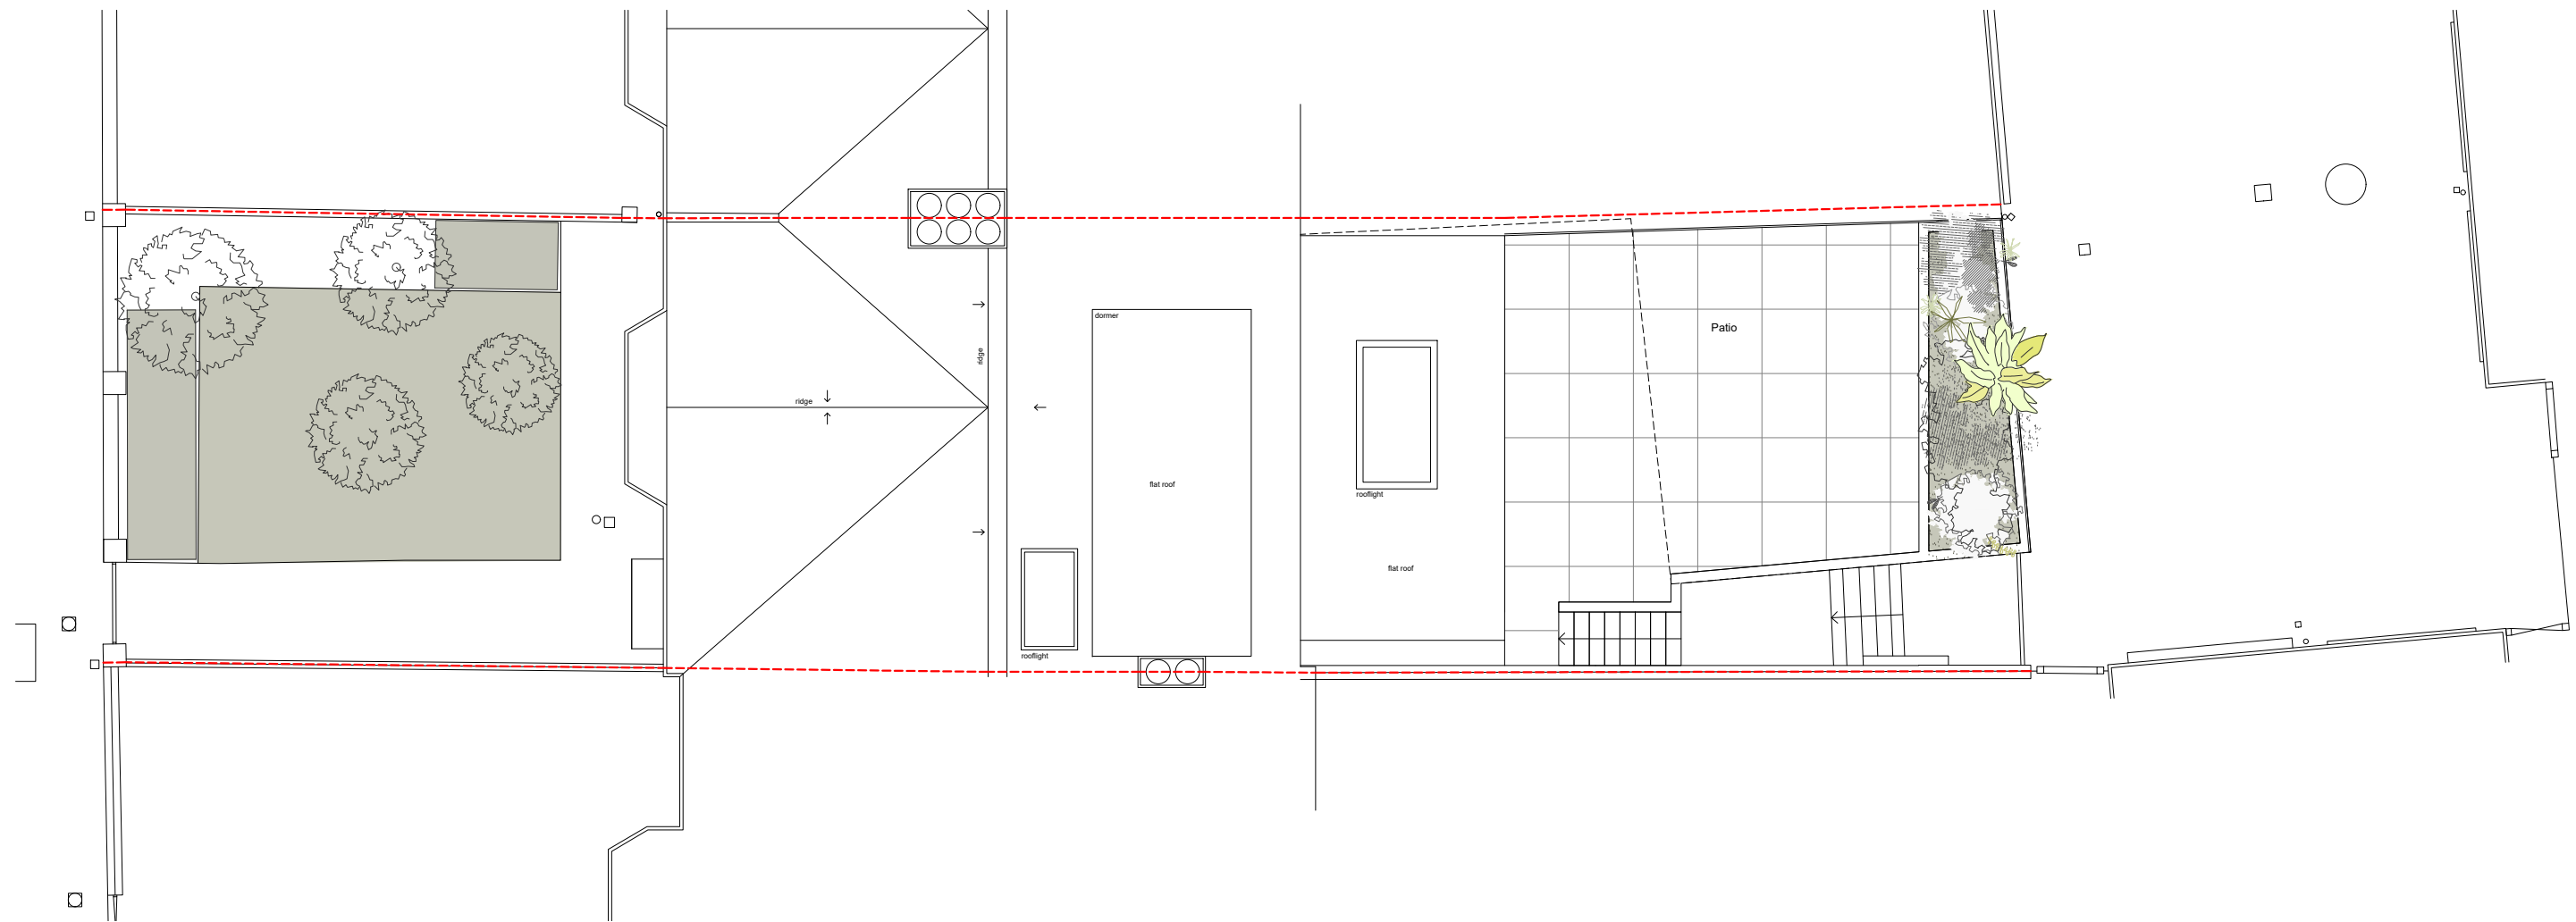 dormer
Patio
ridge
ridge
flat roof
rooflight
flat roof
rooflight